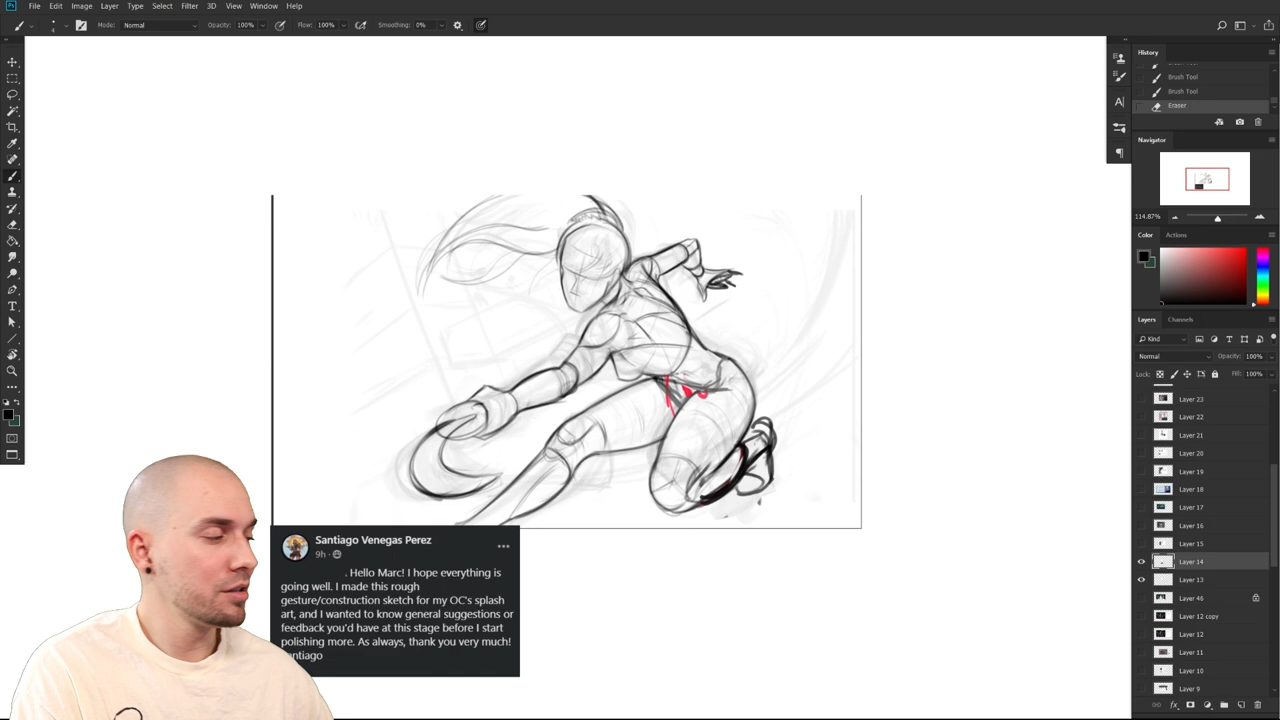 Ps File Edit Image Layer Type Select Filter 3D View Window Help
Mode: Normal Opacity: 100% Flow: 100% Smoothing: 0%
History
Brush Tool
Brush Tool
Eraser
Navigator
114.87%
Color Actions
Layers Channels
Kind
Normal Opacity: 100%
Lock: Fill: 100%
Layer 23
Layer 22
Layer 21
Layer 20
Layer 19
Layer 18
Layer 17
Layer 16
Layer 15
Layer 14
Layer 13
Layer 46
Layer 12 copy
Layer 12
Layer 11
Layer 10
Layer 9
Santiago Venegas Perez
9h ·
. Hello Marc! I hope everything is
going well. I made this rough
gesture/construction sketch for my OC's splash
art, and I wanted to know general suggestions or
feedback you'd have at this stage before I start
polishing more. As always, thank you very much!
antiago